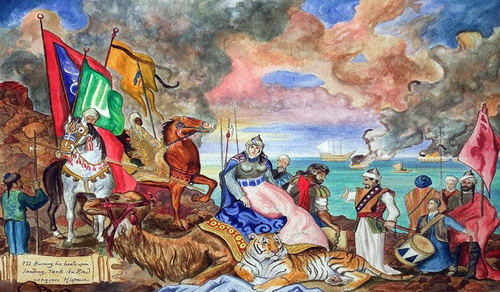 711 Burning his boats upon
landing, Tarik ibn Ziad
conquers Hispania